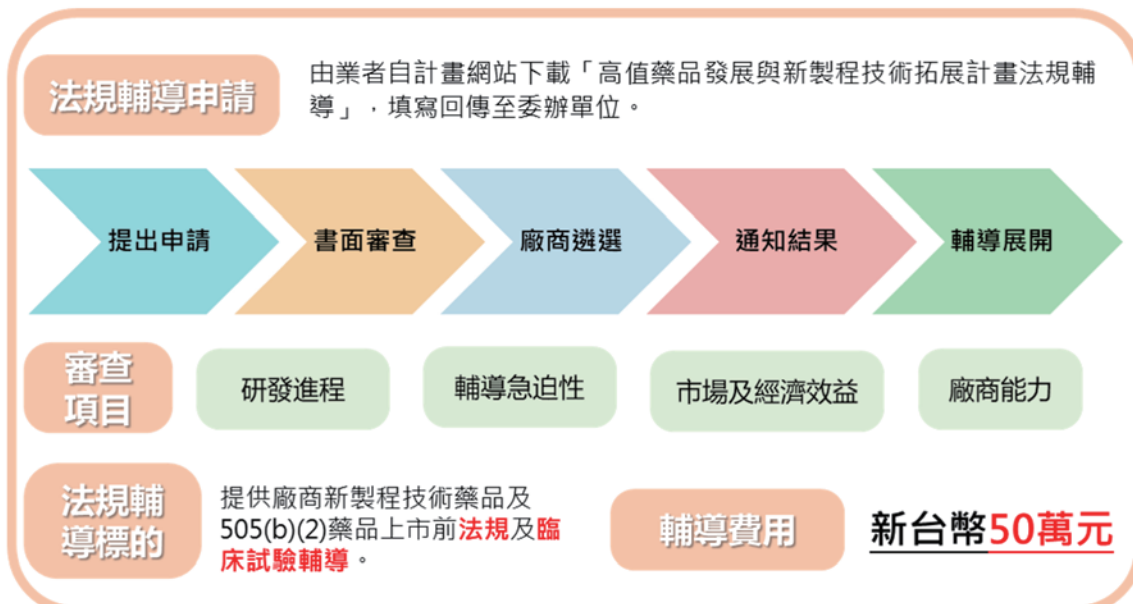 法規輔導申請
由業者自計畫網站下載「高值藥品發展與新製程技術拓展計畫法規輔
導」，填寫回傳至委辦單位。
提出申請
書面審查
廠商遴選
通知結果
輔導展開
審查
項目
研發進程
輔導急迫性
市場及經濟效益
廠商能力
法規輔
導標的
提供廠商新製程技術藥品及
505(b)(2)藥品上市前法規及臨
床試驗輔導。
輔導費用
新台幣50萬元